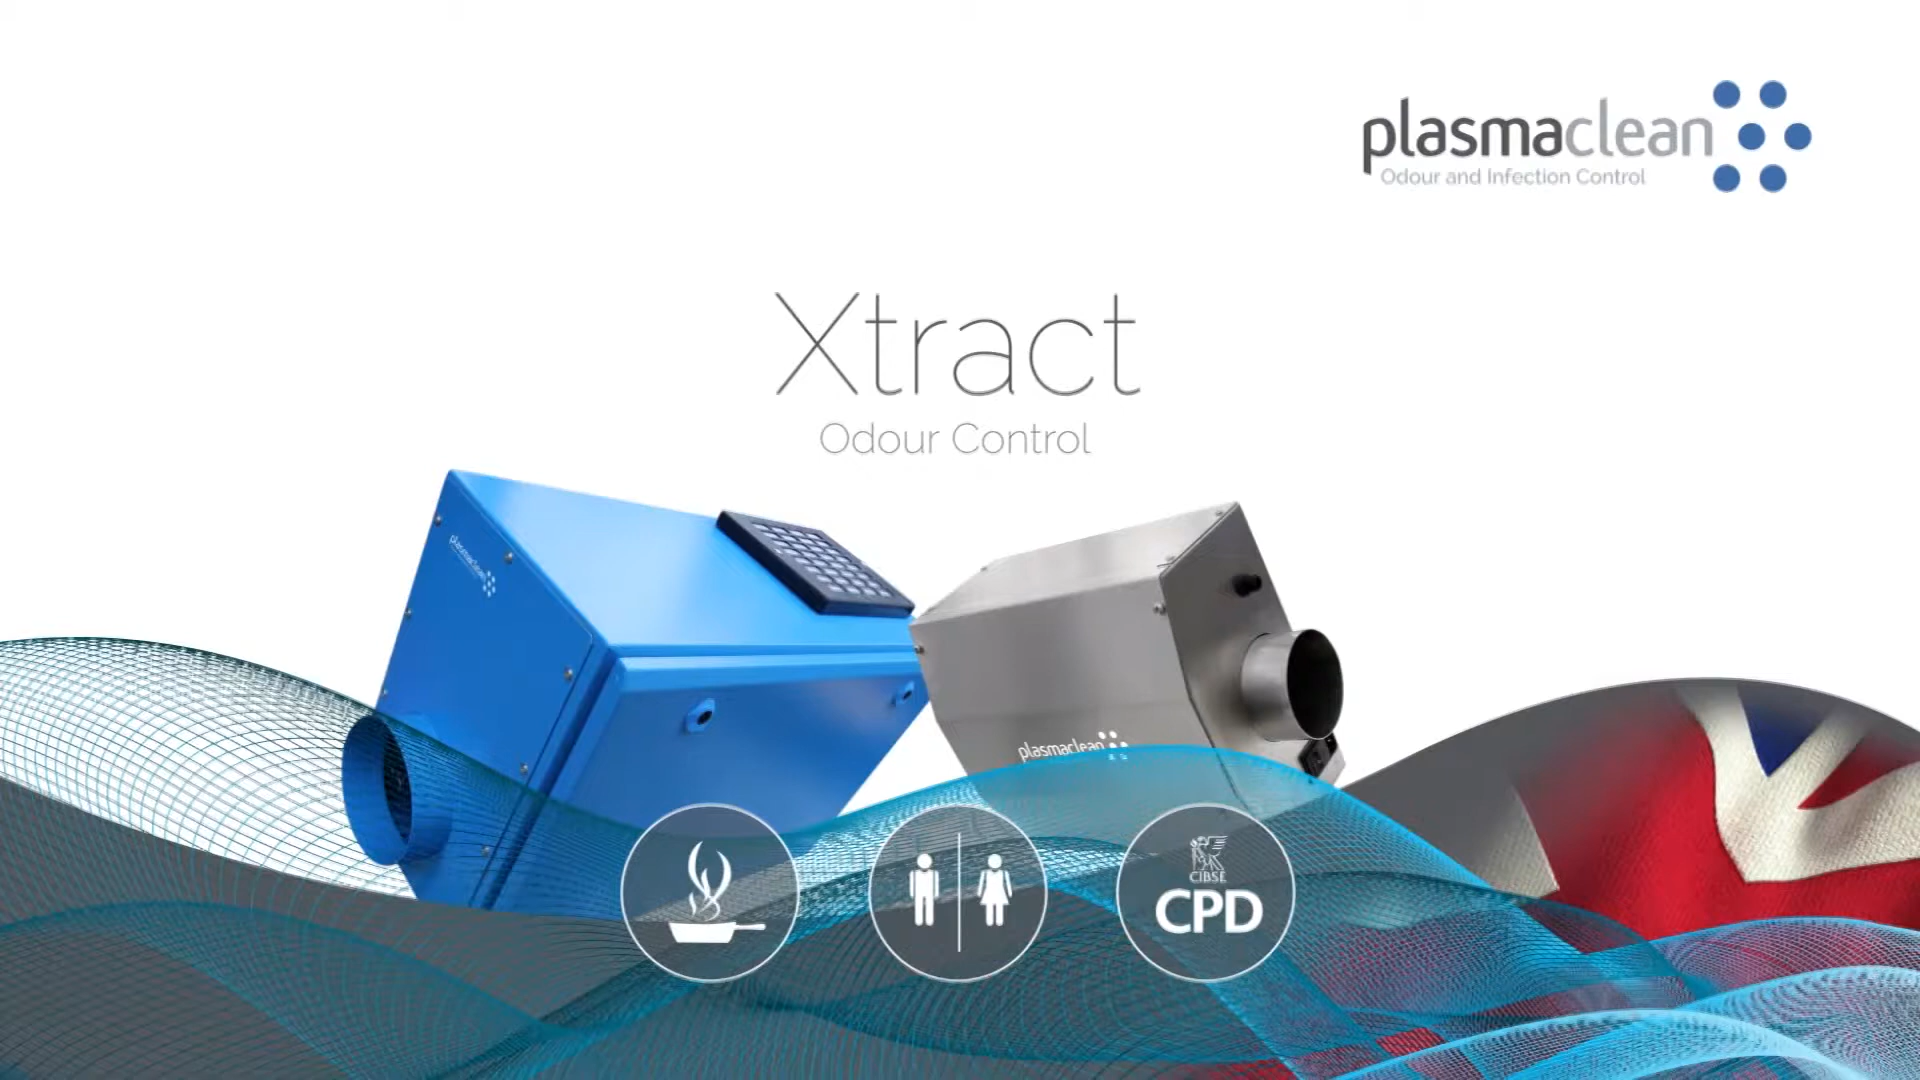 plasmaclean
Odour and Infection Control
Xtract
Odour Control
plasmaclean
plasmaclean
CIBSE
CPD